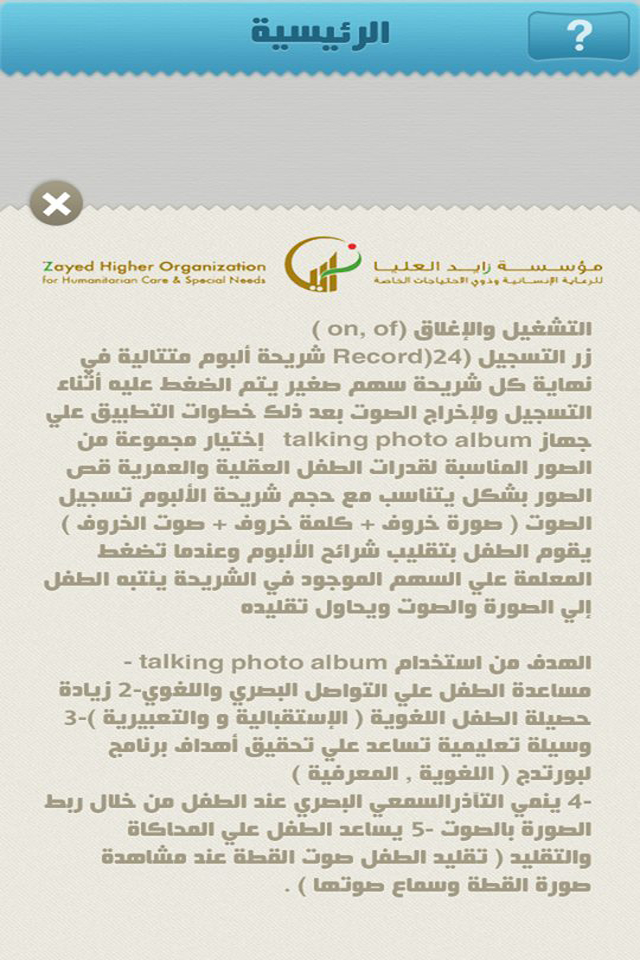 الرئيسية
?
Zayed Higher Organization
for Humanitarian Care & Special Needs
مؤسسة زايد العليا
للرعاية الإنسانية وذوي الاحتياجات الخاصة
التشغيل والإغلاق (on, of )
زر التسجيل (24(Record شريحة ألبوم متتالية في
نهاية كل شريحة سهم صغير يتم الضغط عليه أثناء
التسجيل ولإخراج الصوت بعد ذلك خطوات التطبيق علي
جهاز talking photo album إختيار مجموعة من
الصور المناسبة لقدرات الطفل العقلية والعمرية قص
الصور بشكل يتناسب مع حجم شريحة الألبوم تسجيل
الصوت ( صورة خروف + كلمة خروف + صوت الخروف )
يقوم الطفل بتقليب شرائح الألبوم وعندما تضغط
المعلمة علي السهم الموجود في الشريحة ينتبه الطفل
إلي الصورة والصوت ويحاول تقليده
الهدف من استخدام talking photo album -
مساعدة الطفل علي التواصل البصري واللغوي-2 زيادة
حصيلة الطفل اللغوية ( الإستقبالية و والتعبيرية )-3
وسيلة تعليمية تساعد علي تحقيق أهداف برنامج
لبورتدج ( اللغوية , المعرفية )
-4 ينمي التآذرالسمعي البصري عند الطفل من خلال ربط
الصورة بالصوت -5 يساعد الطفل علي المحاكاة
والتقليد ( تقليد الطفل صوت القطة عند مشاهدة
صورة القطة وسماع صوتها ) .